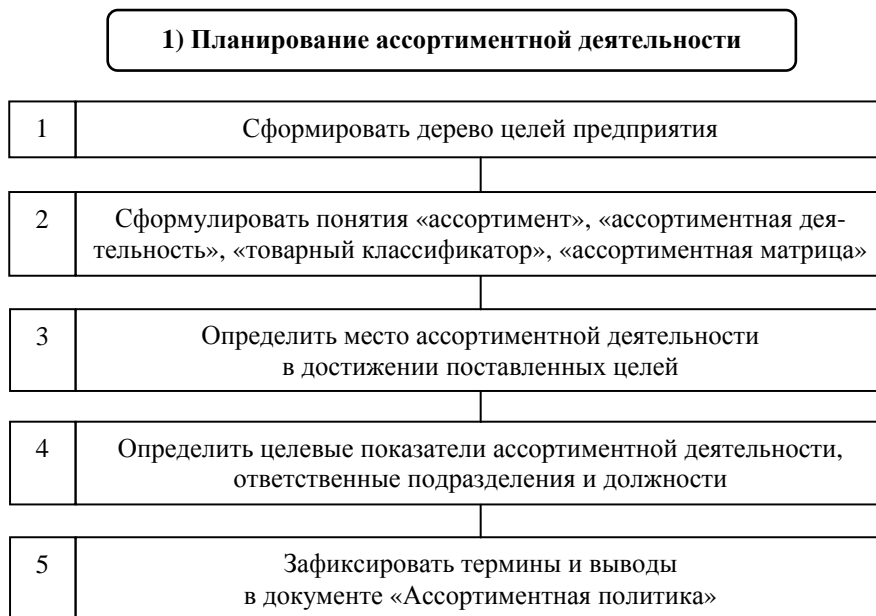 1) Планирование ассортиментной деятельности
1 Сформировать дерево целей предприятия
2 Сформулировать понятия «ассортимент», «ассортиментная дея-
тельность», «товарный классификатор», «ассортиментная матрица»
3 Определить место ассортиментной деятельности
в достижении поставленных целей
4 Определить целевые показатели ассортиментной деятельности,
ответственные подразделения и должности
5 Зафиксировать термины и выводы
в документе «Ассортиментная политика»